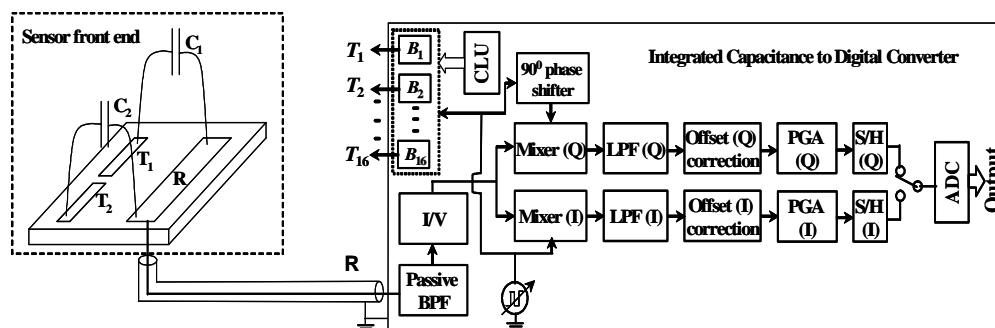 Sensor front end
C1
C2
T1
T2
R
R
T1
T2
T16
B1
B2
B16
CLU
90⁰ phase
shifter
Integrated Capacitance to Digital Converter
Mixer (Q)
LPF (Q)
Offset (Q)
correction
PGA
(Q)
S/H
(Q)
Mixer (I)
LPF (I)
Offset (I)
correction
PGA
(I)
S/H
(I)
ADC
Output
I/V
Passive
BPF